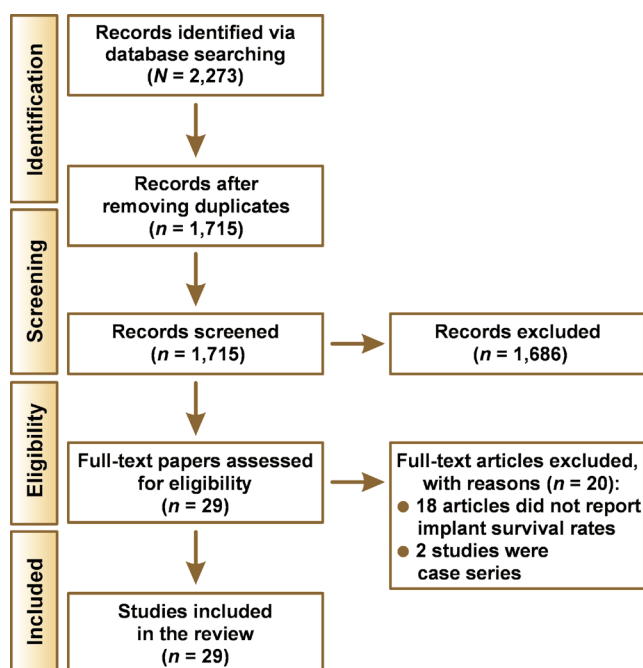 Identification
Records identified via
database searching
(N = 2,273)
Records after
removing duplicates
(n = 1,715)
Screening
Records screened
(n = 1,715)
Records excluded
(n = 1,686)
Eligibility
Full-text papers assessed
for eligibility
(n = 29)
Full-text articles excluded,
with reasons (n = 20):
● 18 articles did not report
implant survival rates
● 2 studies were
case series
Included
Studies included
in the review
(n = 29)